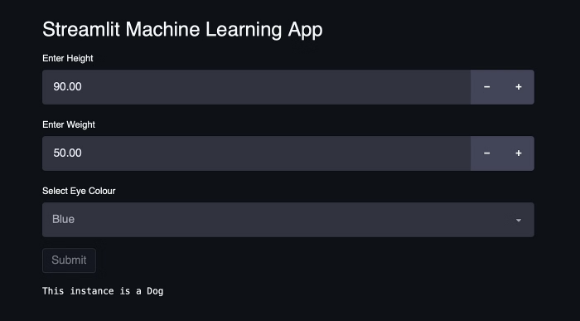 Streamlit Machine Learning App
Enter Height
90.00 - +
Enter Weight
50.00 - +
Select Eye Colour
Blue
Submit
This instance is a Dog